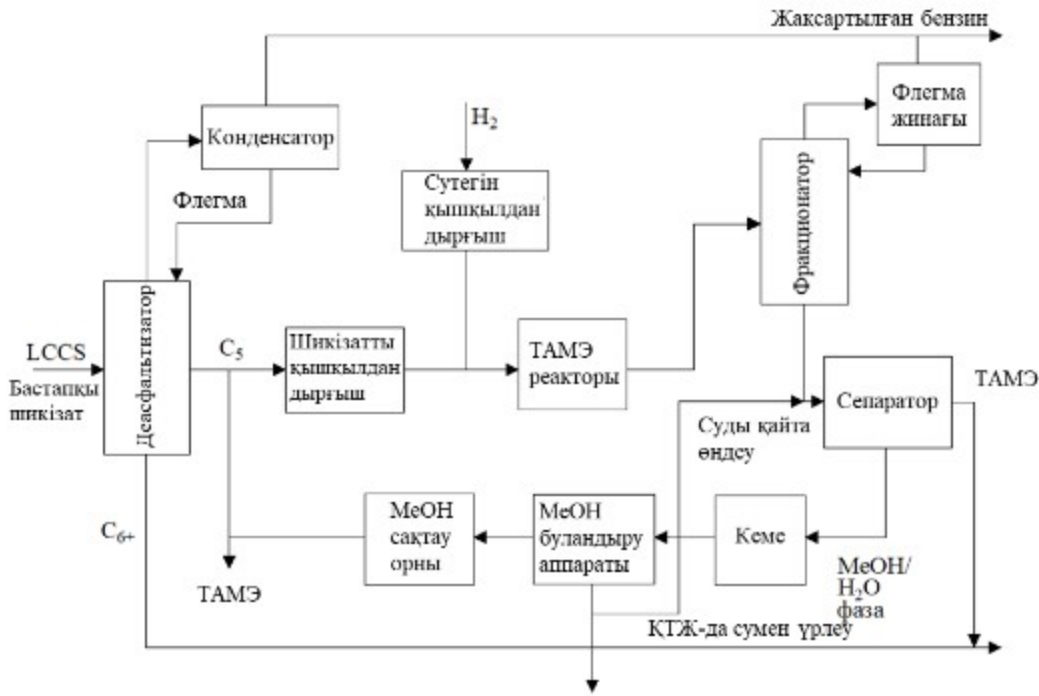 Жаксартылған бензин
Флегма
жинағы
Конденсатор
H₂
Флегма
Сутегін
қышқылдан
дырғыш
Фракционатор
LCCS
Бастапқы
шикізат
Деасфальтизатор
C₅
Шикізатты
қышқылдан
дырғыш
ТАМЭ
реакторы
Сепаратор
ТАМЭ
Суды қайта
өңдеу
C₆₊
MeOH
сақтау
орны
MeOH
буландыру
аппараты
Кеме
MeOH/
H₂O
фаза
ТАМЭ
ҚТЖ-да сумен үрлеу